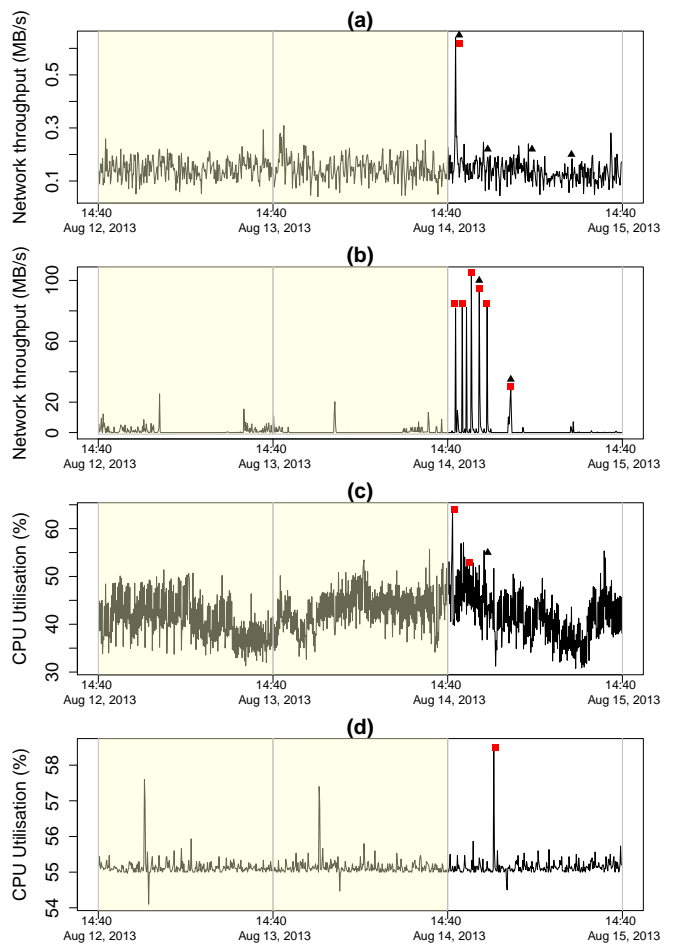 (a)
Network throughput (MB/s)
0.5
0.3
0.1
14:40 14:40 14:40 14:40
Aug 12, 2013 Aug 13, 2013 Aug 14, 2013 Aug 15, 2013
(b)
Network throughput (MB/s)
100
60
20
0
14:40 14:40 14:40 14:40
Aug 12, 2013 Aug 13, 2013 Aug 14, 2013 Aug 15, 2013
(c)
CPU Utilisation (%)
60
50
40
30
14:40 14:40 14:40 14:40
Aug 12, 2013 Aug 13, 2013 Aug 14, 2013 Aug 15, 2013
(d)
CPU Utilisation (%)
58
57
56
55
54
14:40 14:40 14:40 14:40
Aug 12, 2013 Aug 13, 2013 Aug 14, 2013 Aug 15, 2013